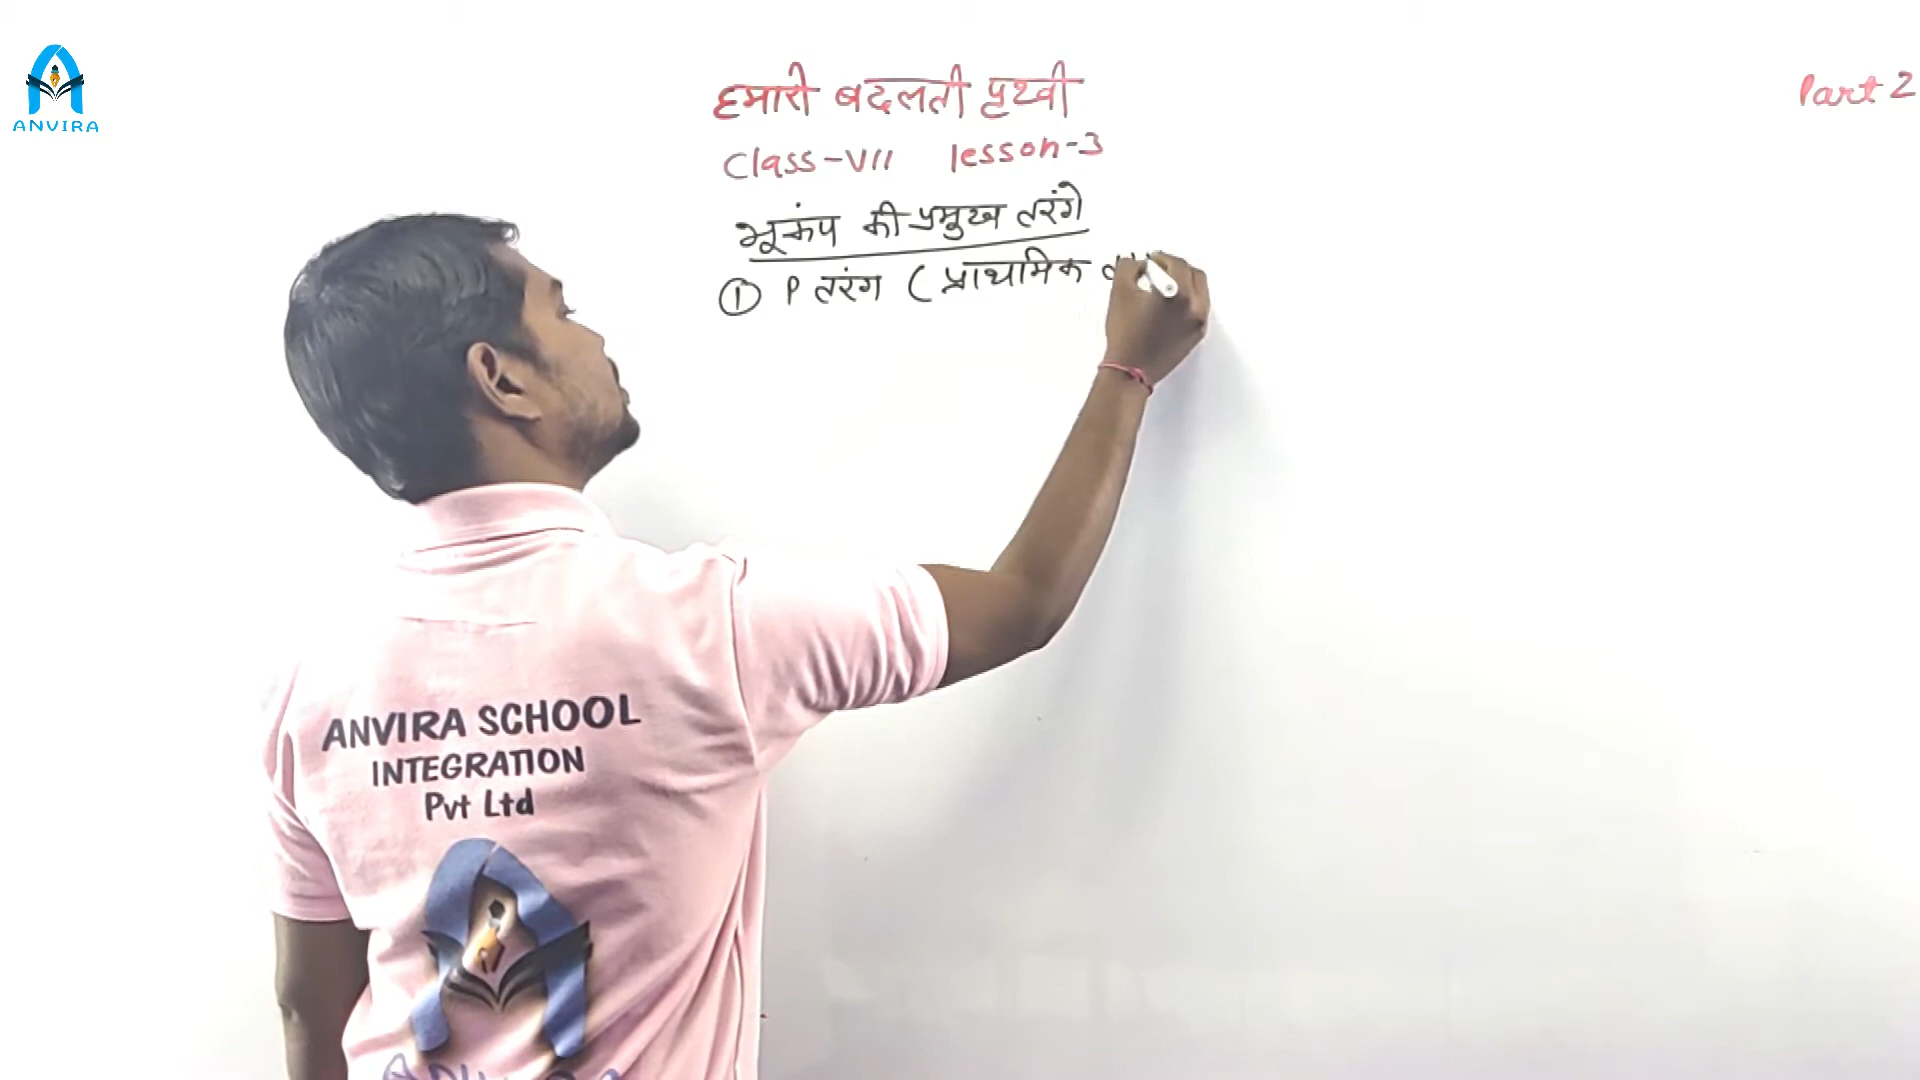 ANVIRA
हमारी बदलती पृथ्वी
Part 2
Class-VII lesson-3
भूकंप की प्रमुख तरंगे
① P तरंग ( प्राथमिक
ANVIRA SCHOOL
INTEGRATION
Pvt Ltd